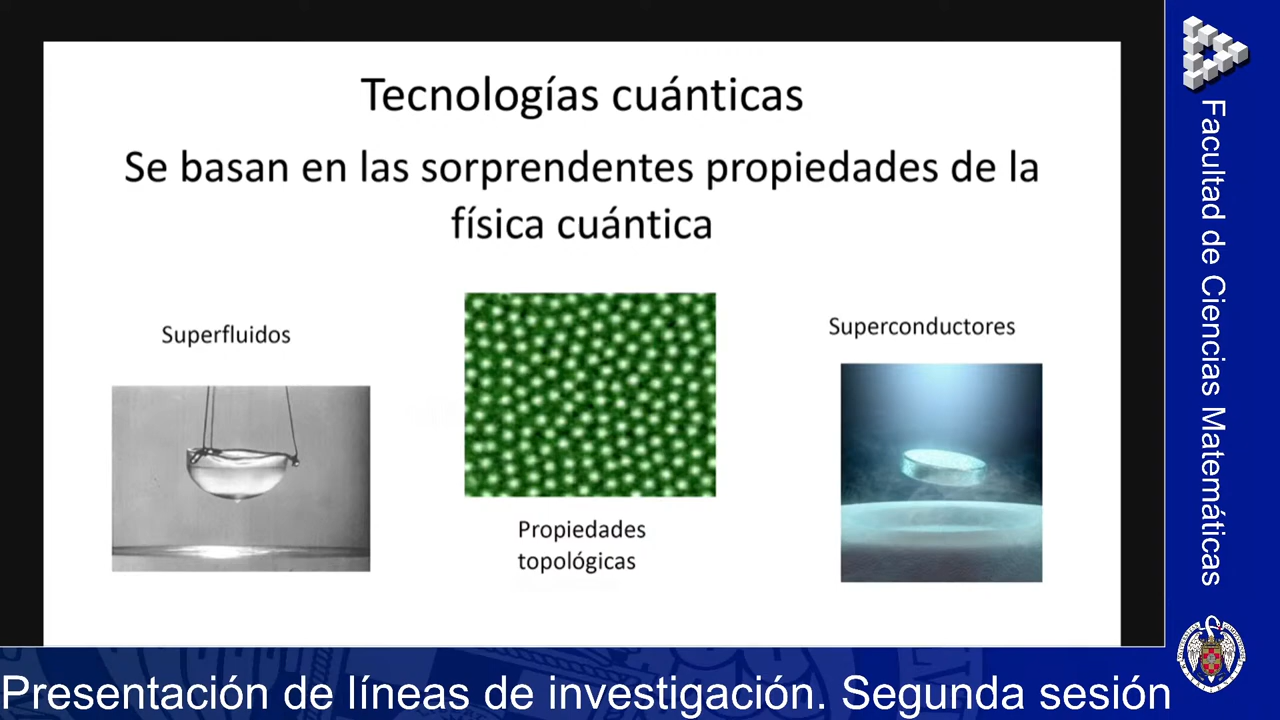 Tecnologías cuánticas
Se basan en las sorprendentes propiedades de la
física cuántica
Superfluidos
Superconductores
Propiedades
topológicas
Facultad de Ciencias Matemáticas
Presentación de líneas de investigación. Segunda sesión